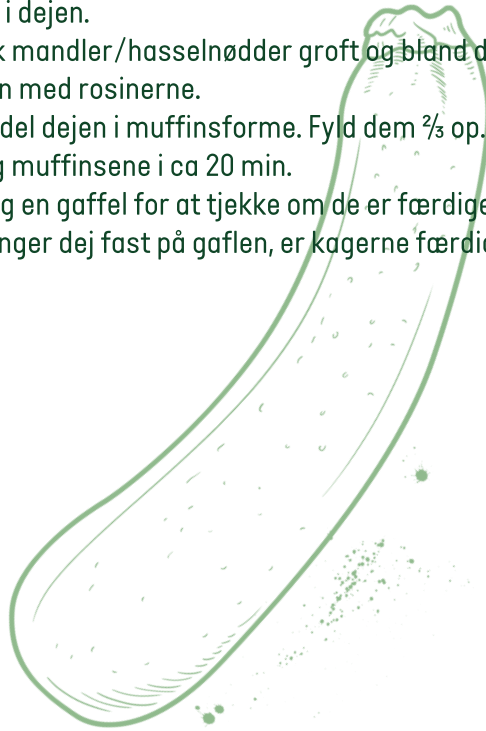 i dejen.
k mandler/hasselnødder groft og bland d
n med rosinerne.
del dejen i muffinsforme. Fyld dem ⅔ op.
g muffinsene i ca 20 min.
g en gaffel for at tjekke om de er færdige
nger dej fast på gaflen, er kagerne færdig